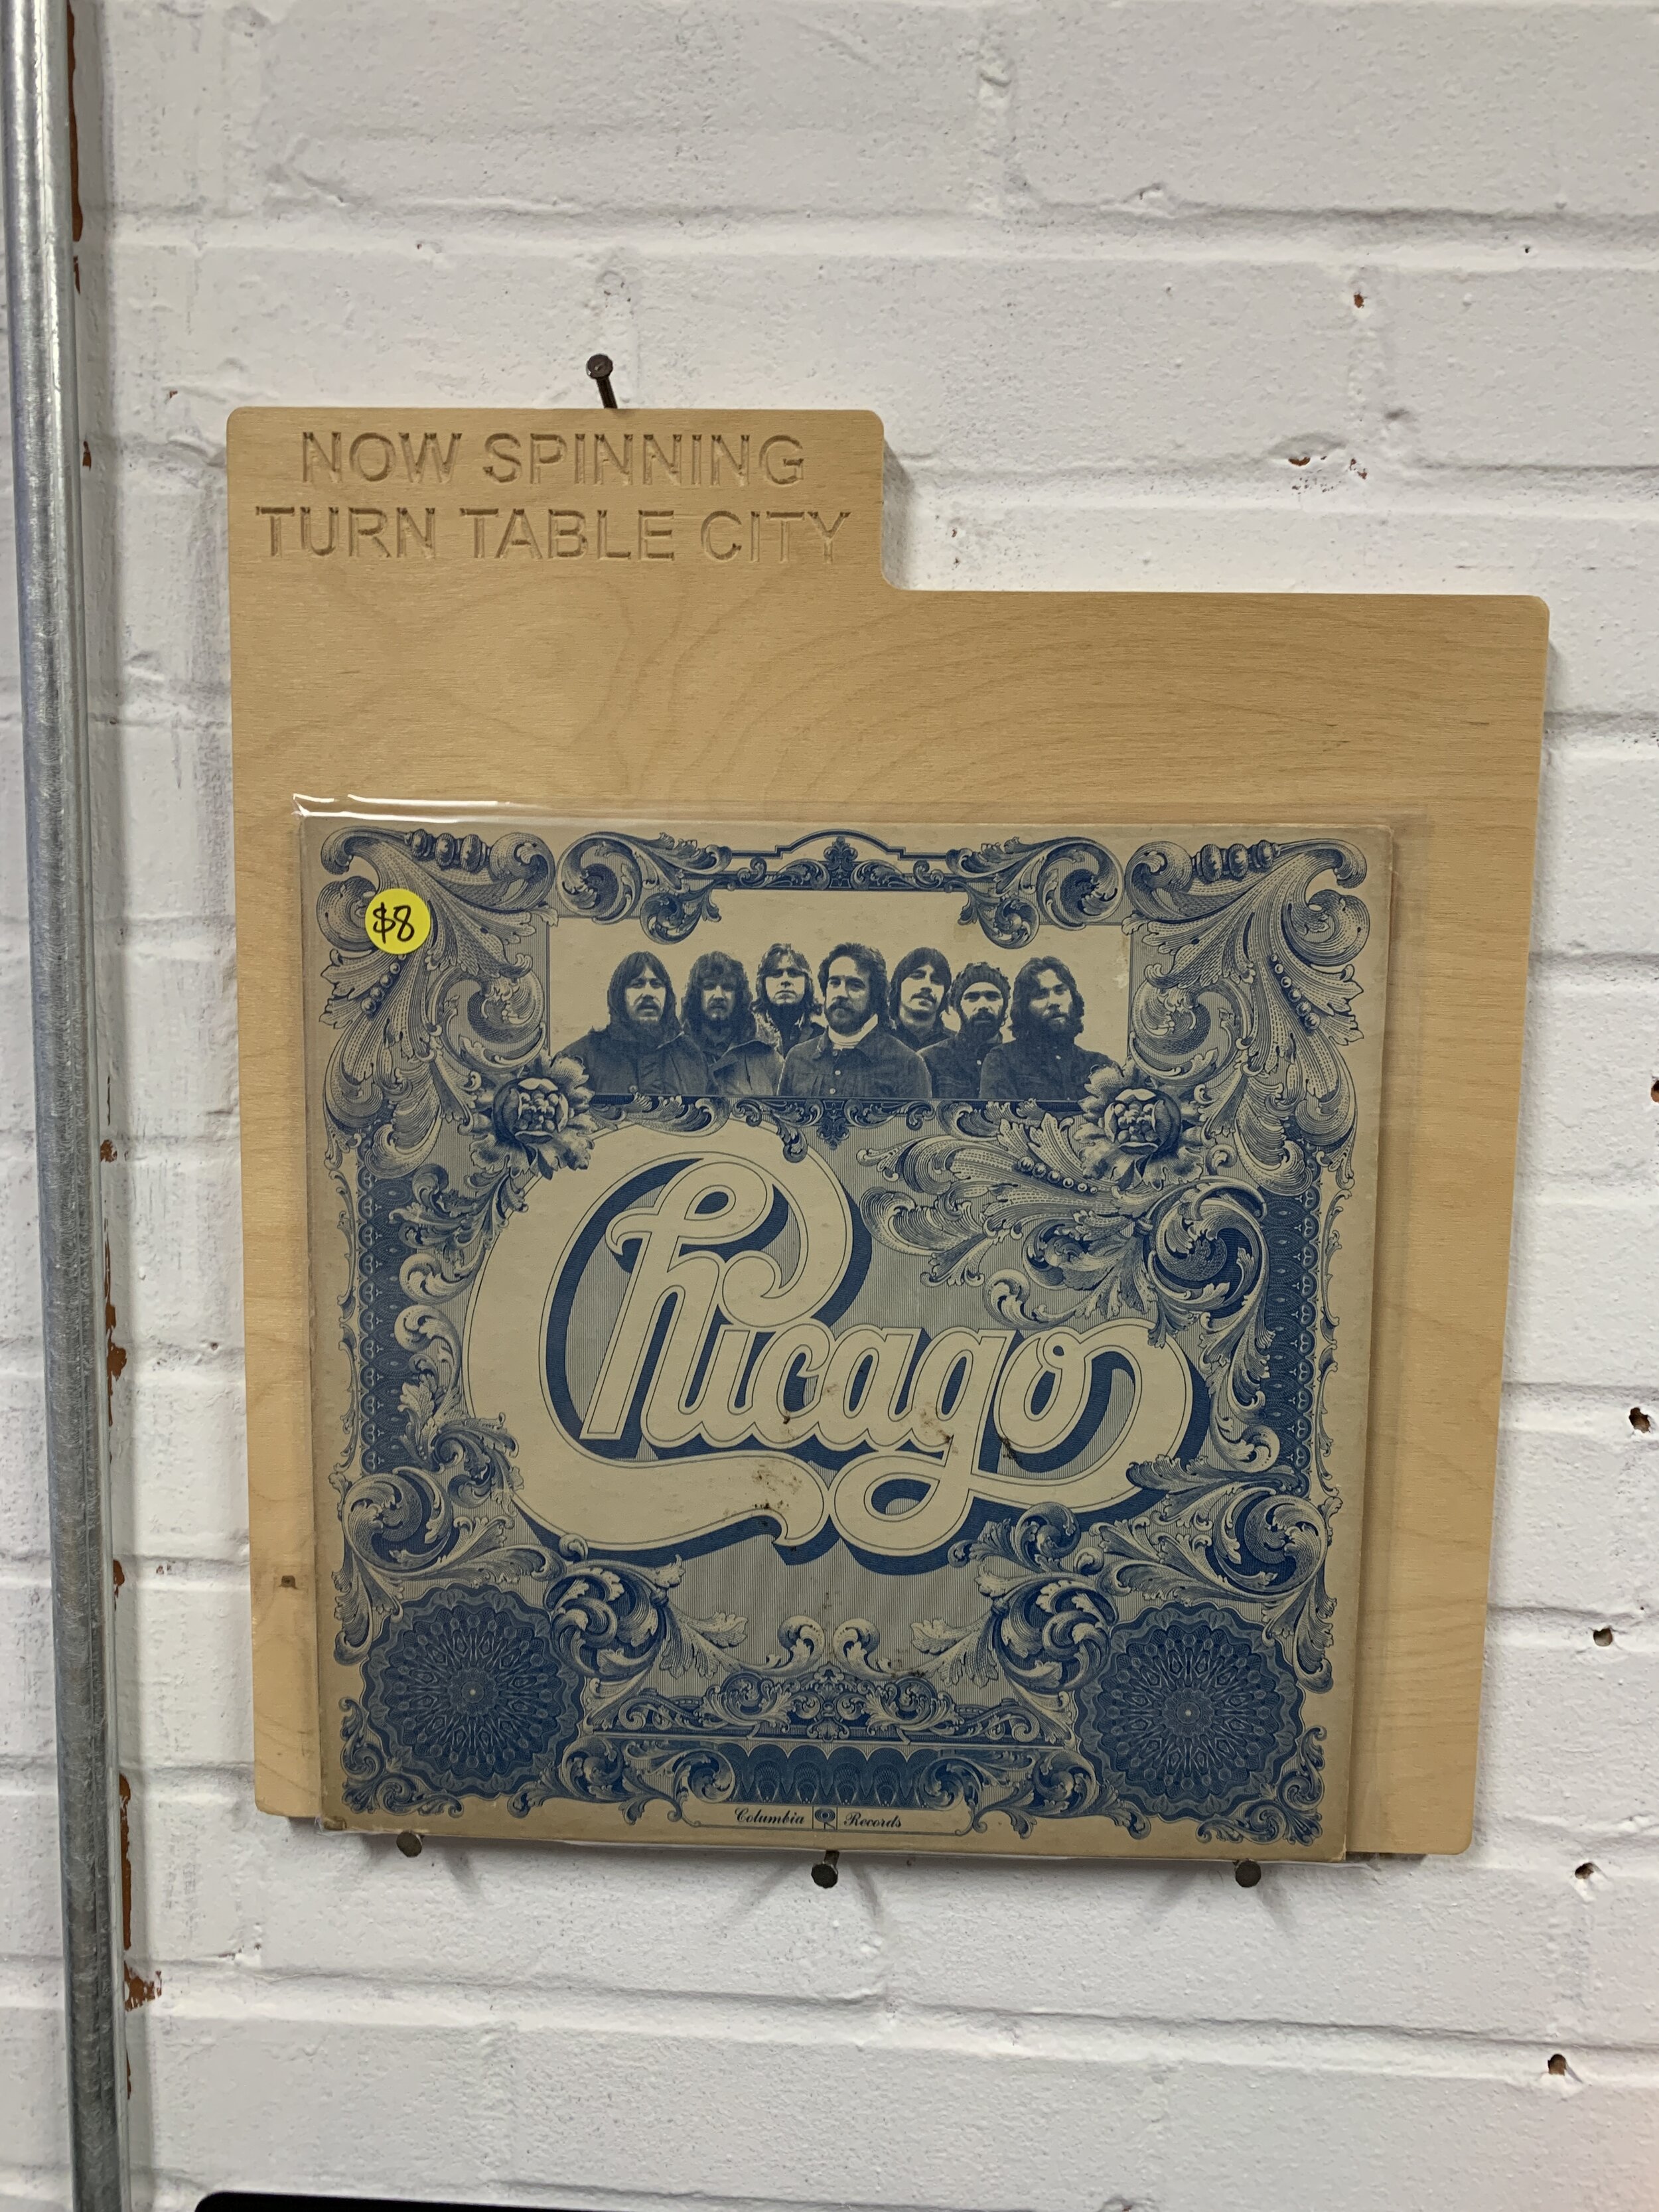 NOW SPINNING
TURN TABLE CITY
$8
Chicago
Columbia Records